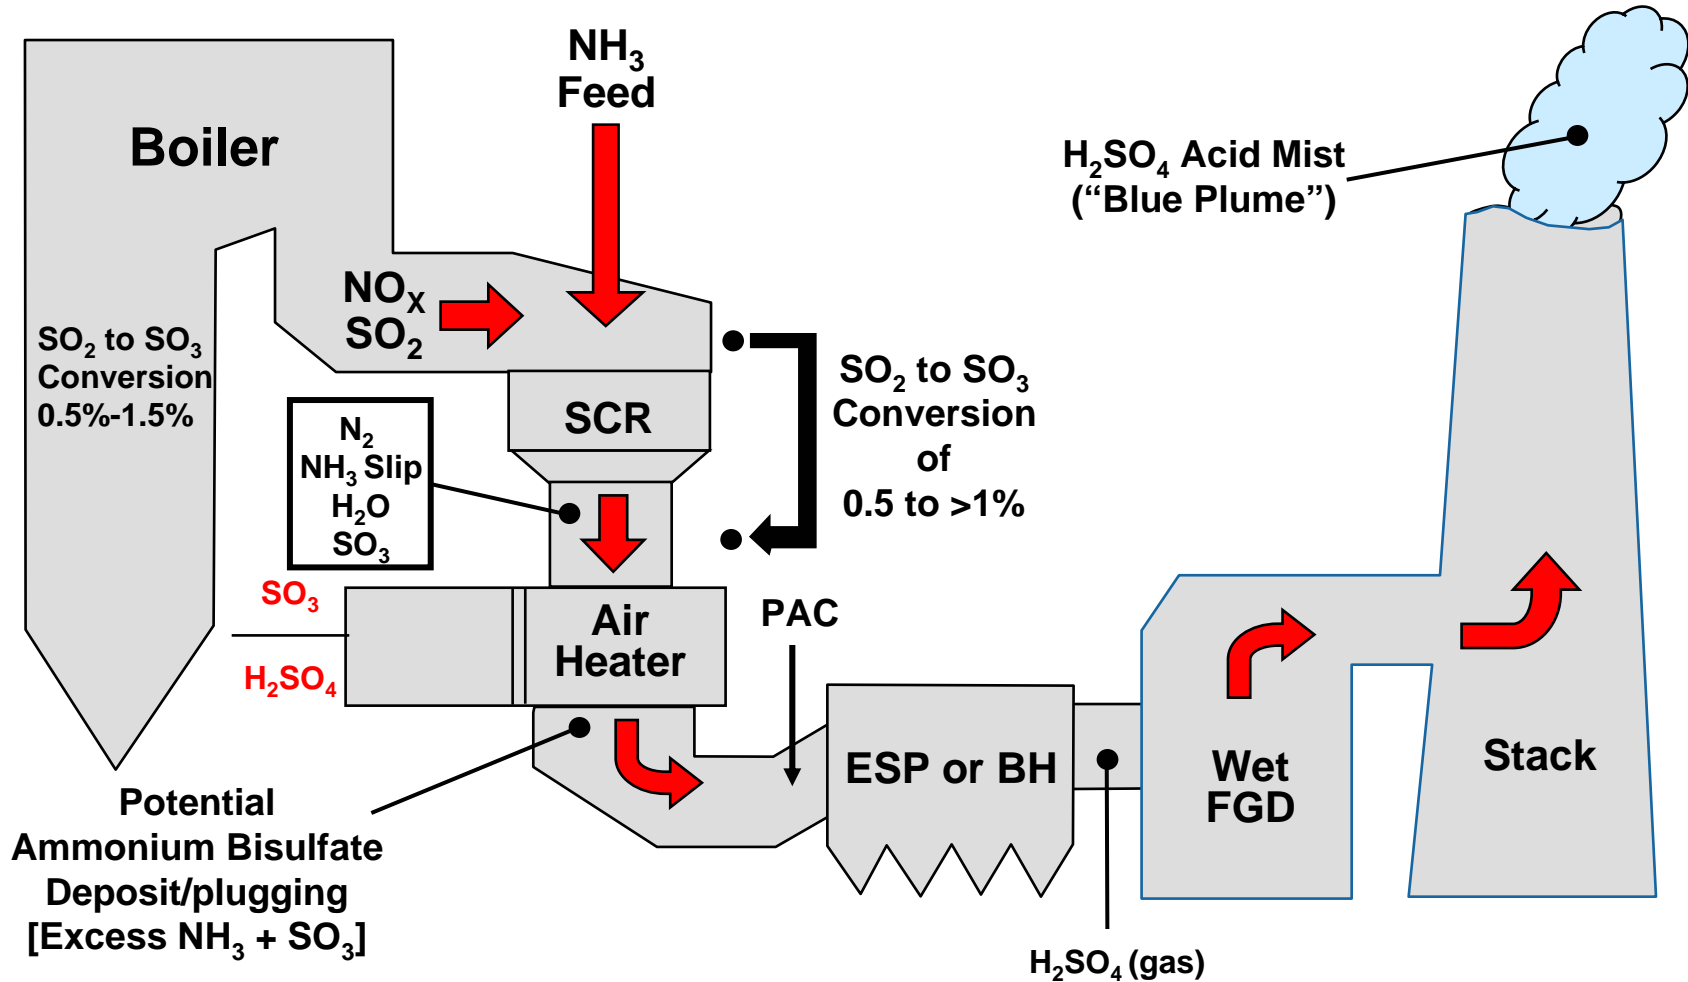 Boiler
NH₃
Feed
H₂SO₄ Acid Mist
(“Blue Plume”)
NOₓ
SO₂
SO₂ to SO₃
Conversion
0.5%-1.5%
SCR
SO₂ to SO₃
Conversion
of
0.5 to >1%
N₂
NH₃ Slip
H₂O
SO₃
SO₃
H₂SO₄
Air
Heater
PAC
ESP or BH
Wet
FGD
Stack
Potential
Ammonium Bisulfate
Deposit/plugging
[Excess NH₃ + SO₃]
H₂SO₄ (gas)